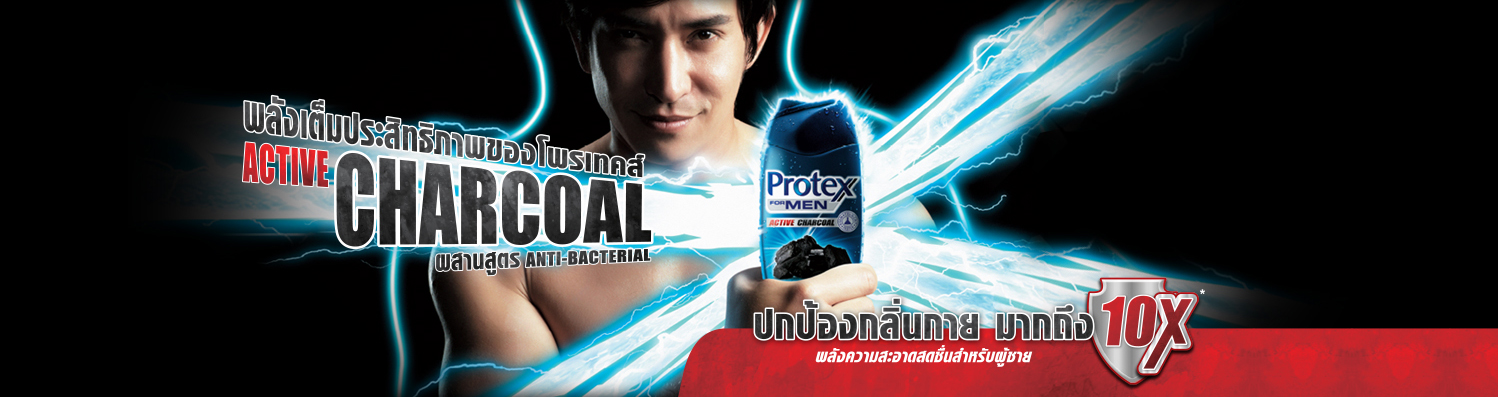 พลังเต็มประสิทธิภาพของโพรเทคส์
ACTIVE CHARCOAL
ผสานสูตร ANTI-BACTERIAL
Protex
FOR MEN
ACTIVE CHARCOAL
ปกป้องกลิ่นกาย มากถึง 10X*
พลังความสะอาดสดชื่นสำหรับผู้ชาย